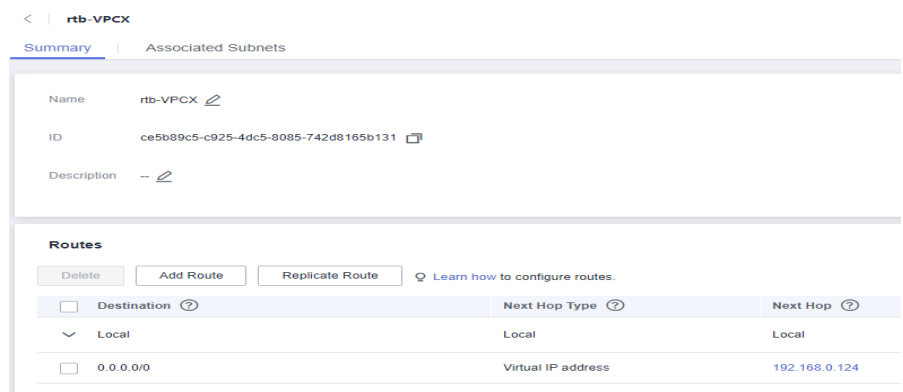 rtb-VPCX
Summary Associated Subnets
Name rtb-VPCX
ID ce5b89c5-c925-4dc5-8085-742d8165b131
Description --
Routes
Delete Add Route Replicate Route Learn how to configure routes.
Destination Next Hop Type Next Hop
Local Local Local
0.0.0.0/0 Virtual IP address 192.168.0.124